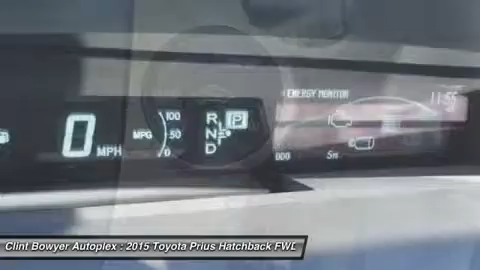 ENERGY MONITOR
11:55
100
R P
0 MPH
MPG 50
N
0
D
000
5m
Clint Bowyer Autoplex : 2015 Toyota Prius Hatchback FWD